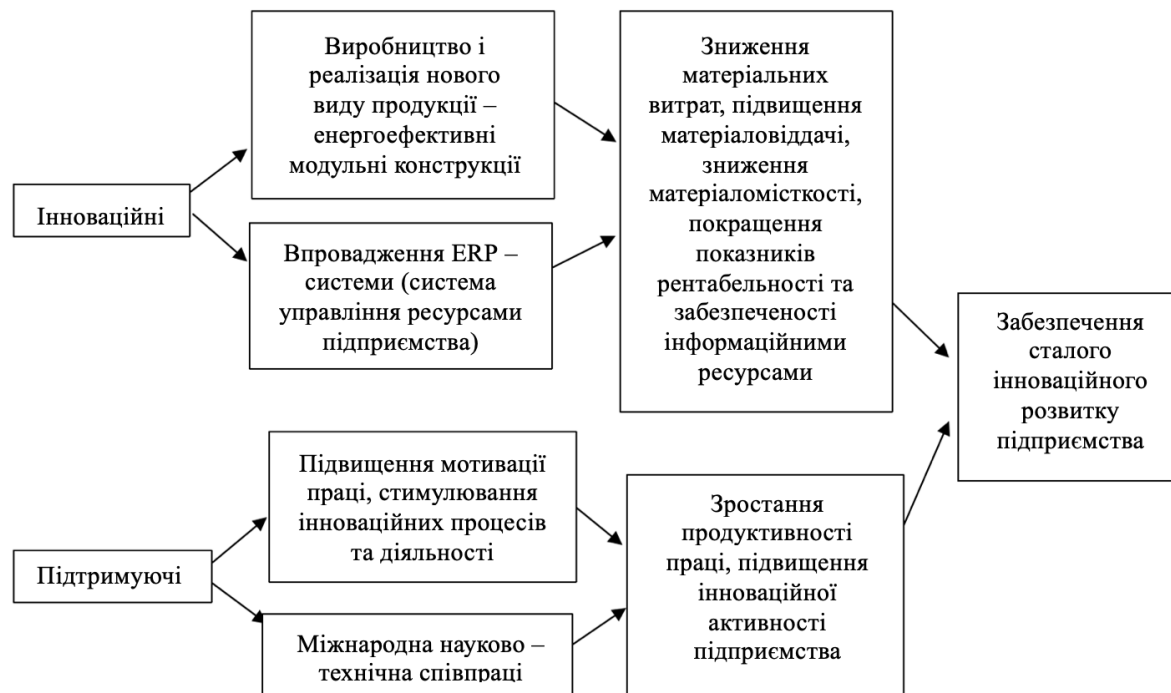 Інноваційні
Виробництво і
реалізація нового
виду продукції –
енергоефективні
модульні конструкції
Впровадження ERP –
системи (система
управління ресурсами
підприємства)
Зниження
матеріальних
витрат, підвищення
матеріаловіддачі,
зниження
матеріаломісткості,
покращення
показників
рентабельності та
забезпеченості
інформаційними
ресурсами
Підтримуючі
Підвищення мотивації
праці, стимулювання
інноваційних процесів
та діяльності
Міжнародна науково –
технічна співпраці
Зростання
продуктивності
праці, підвищення
інноваційної
активності
підприємства
Забезпечення
сталого
інноваційного
розвитку
підприємства